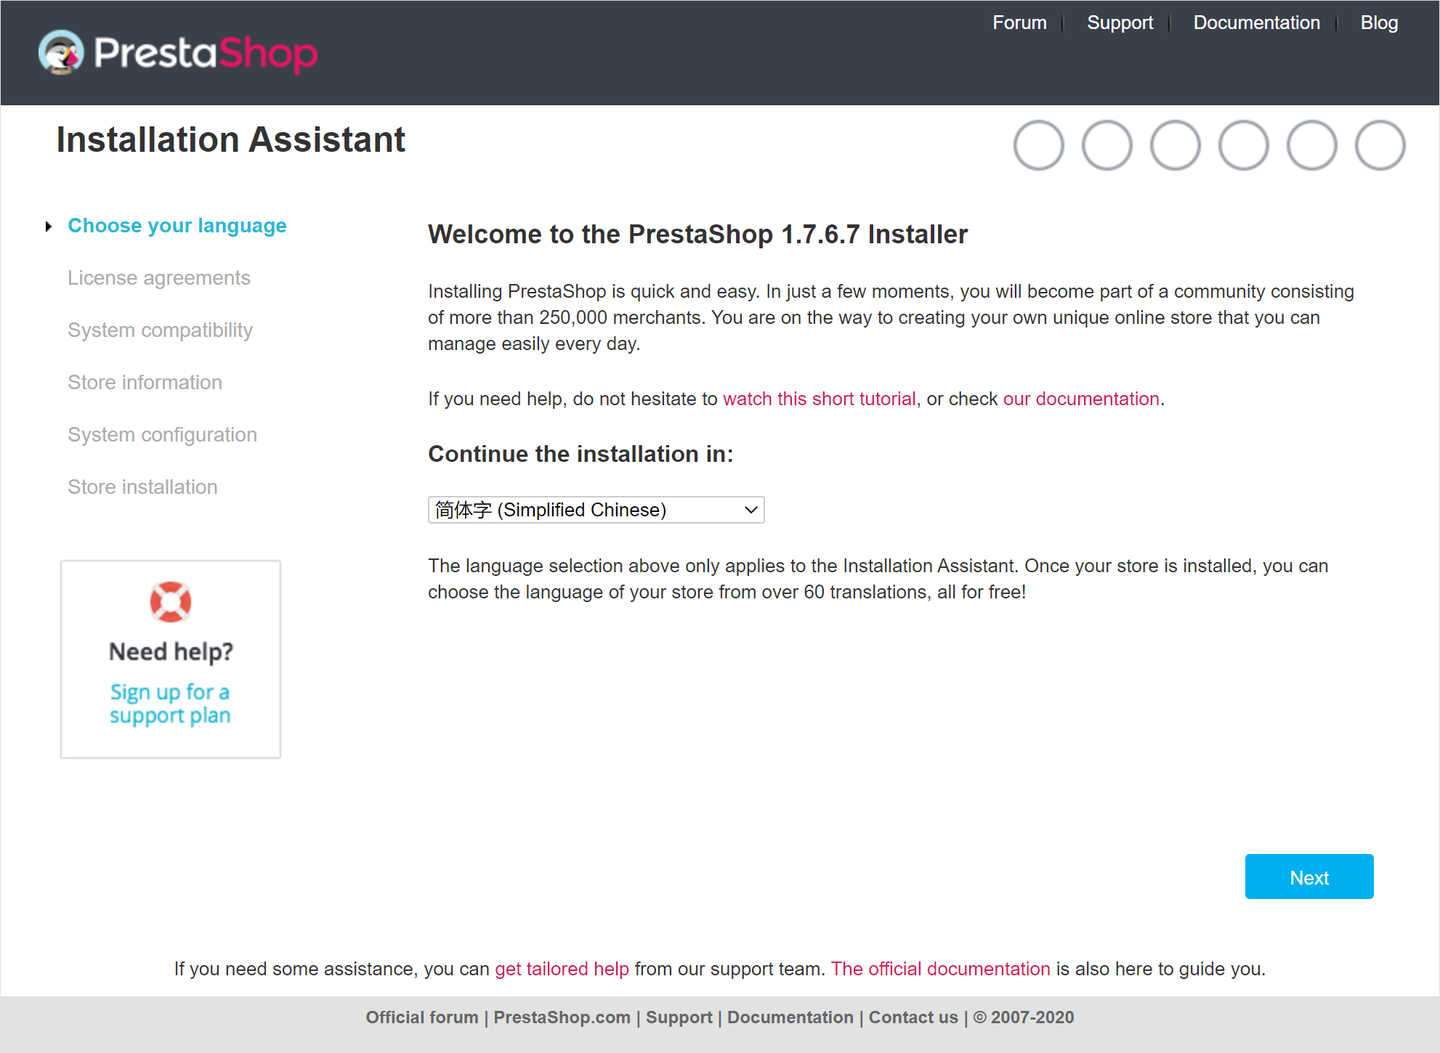 PrestaShop
Forum
Support
Documentation
Blog
Installation Assistant
Choose your language
License agreements
System compatibility
Store information
System configuration
Store installation
Need help?
Sign up for a
support plan
Welcome to the PrestaShop 1.7.6.7 Installer
Installing PrestaShop is quick and easy. In just a few moments, you will become part of a community consisting
of more than 250,000 merchants. You are on the way to creating your own unique online store that you can
manage easily every day.
If you need help, do not hesitate to watch this short tutorial, or check our documentation.
Continue the installation in:
简体字 (Simplified Chinese)
The language selection above only applies to the Installation Assistant. Once your store is installed, you can
choose the language of your store from over 60 translations, all for free!
Next
If you need some assistance, you can get tailored help from our support team. The official documentation is also here to guide you.
Official forum | PrestaShop.com | Support | Documentation | Contact us | © 2007-2020